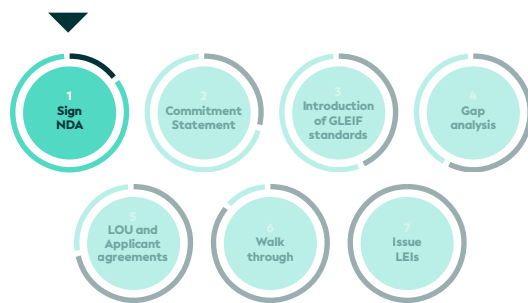 1
Sign
NDA
2
Commitment
Statement
3
Introduction
of GLEIF
standards
4
Gap
analysis
5
LOU and
Applicant
agreements
6
Walk
through
7
Issue
LEIs